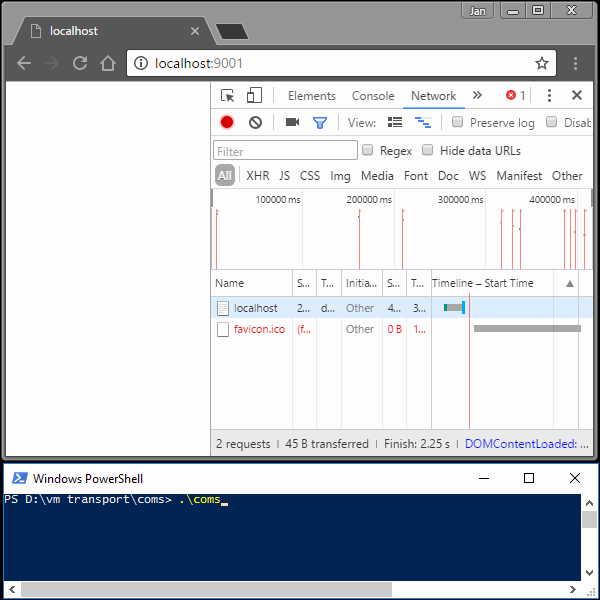 Jan
localhost
localhost:9001
Elements Console Network 1
View: Preserve log Disab
Filter Regex Hide data URLs
All XHR JS CSS Img Media Font Doc WS Manifest Other
100000 ms 200000 ms 300000 ms 400000 ms
Name S... T... Initia... S... T... Timeline – Start Time
localhost 2... d... Other 4... 3...
favicon.ico (f... Other 0 B 1...
2 requests | 45 B transferred | Finish: 2.25 s | DOMContentLoaded: ...
Windows PowerShell
PS D:\vm transport\coms> .\coms